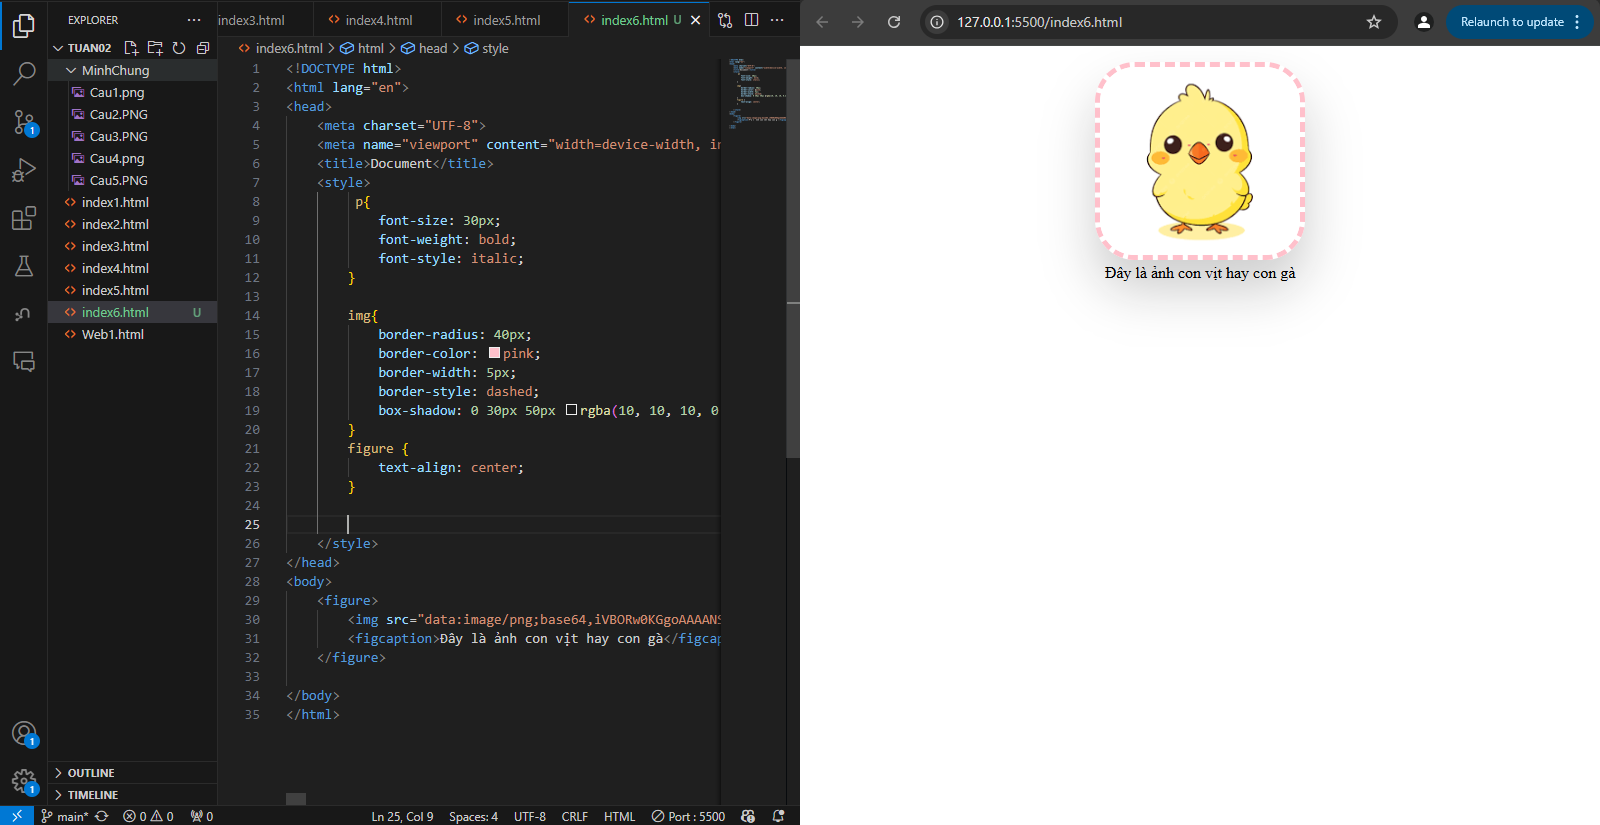 EXPLORER
TUAN02
MinhChung
Cau1.png
Cau2.PNG
Cau3.PNG
Cau4.png
Cau5.PNG
index1.html
index2.html
index3.html
index4.html
index5.html
index6.html U
Web1.html
OUTLINE
TIMELINE
index3.html index4.html index5.html index6.html U
index6.html > html > head > style
1 <!DOCTYPE html>
2 <html lang="en">
3 <head>
4 <meta charset="UTF-8">
5 <meta name="viewport" content="width=device-width, in
6 <title>Document</title>
7 <style>
8 p{
9 font-size: 30px;
10 font-weight: bold;
11 font-style: italic;
12 }
13
14 img{
15 border-radius: 40px;
16 border-color: pink;
17 border-width: 5px;
18 border-style: dashed;
19 box-shadow: 0 30px 50px rgba(10, 10, 10, 0
20 }
21 figure {
22 text-align: center;
23 }
24
25
26 </style>
27 </head>
28 <body>
29 <figure>
30 <img src="data:image/png;base64,iVBORw0KGgoAAAANS
31 <figcaption>Đây là ảnh con vịt hay con gà</figcap
32 </figure>
33
34 </body>
35 </html>
1
1
1
main* 0 0 0 Ln 25, Col 9 Spaces: 4 UTF-8 CRLF HTML Port : 5500
127.0.0.1:5500/index6.html
Relaunch to update
Đây là ảnh con vịt hay con gà